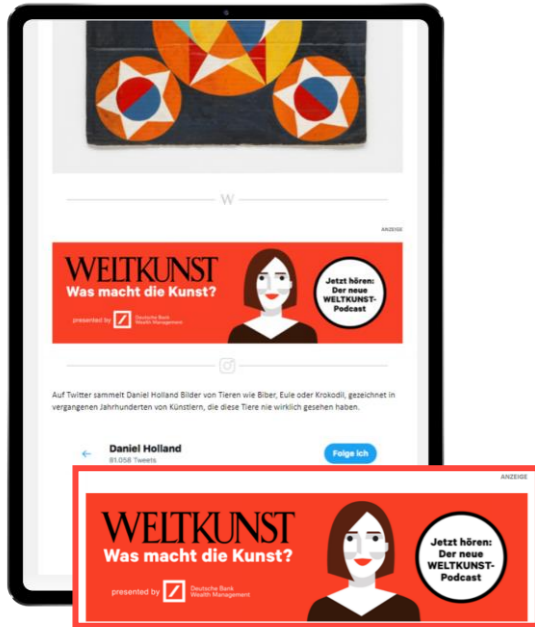 W
ANZEIGE
WELTKUNST
Was macht die Kunst?
presented by Deutsche Bank
Wealth Management
Jetzt hören:
Der neue
WELTKUNST-
Podcast
Auf Twitter sammelt Daniel Holland Bilder von Tieren wie Biber, Eule oder Krokodil, gezeichnet in
vergangenen Jahrhunderten von Künstlern, die diese Tiere nie wirklich gesehen haben.
Daniel Holland
81.058 Tweets
Folge ich
ANZEIGE
WELTKUNST
Was macht die Kunst?
presented by Deutsche Bank
Wealth Management
Jetzt hören:
Der neue
WELTKUNST-
Podcast